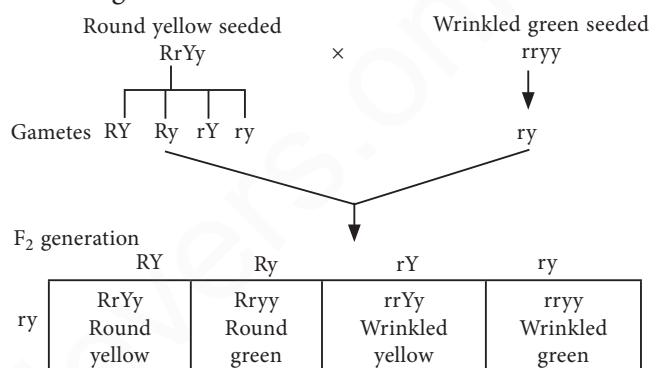 Round yellow seeded
Wrinkled green seeded
RrYy
×
rryy
Gametes RY Ry rY ry
ry
F₂ generation
RY Ry rY ry
ry
RrYy Rryy rrYy rryy
Round Round Wrinkled Wrinkled
yellow green yellow green